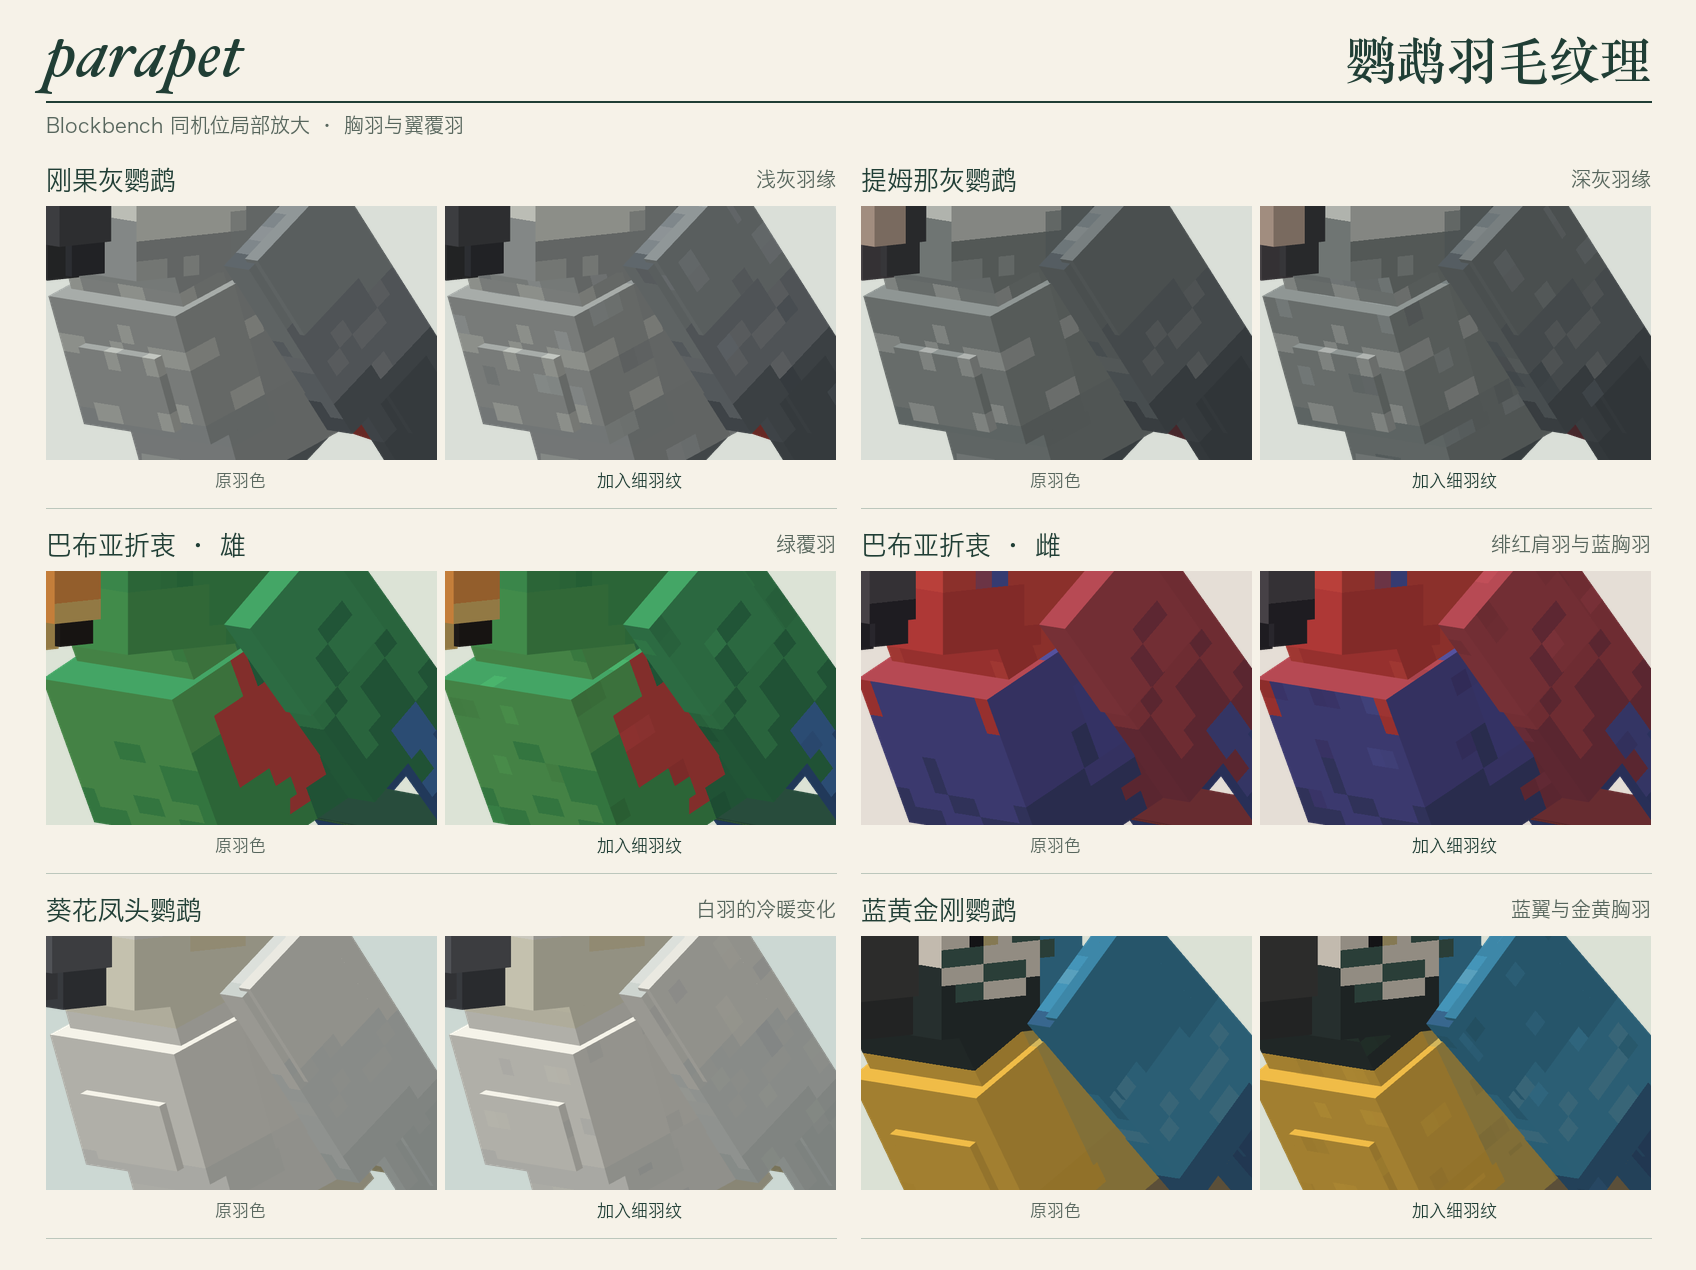 parapet
鹦鹉羽毛纹理
Blockbench 同机位局部放大 · 胸羽与翼覆羽
刚果灰鹦鹉
浅灰羽缘
提姆那灰鹦鹉
深灰羽缘
原羽色
加入细羽纹
原羽色
加入细羽纹
巴布亚折衷 · 雄
绿覆羽
巴布亚折衷 · 雌
绯红肩羽与蓝胸羽
原羽色
加入细羽纹
原羽色
加入细羽纹
葵花凤头鹦鹉
白羽的冷暖变化
蓝黄金刚鹦鹉
蓝翼与金黄胸羽
原羽色
加入细羽纹
原羽色
加入细羽纹